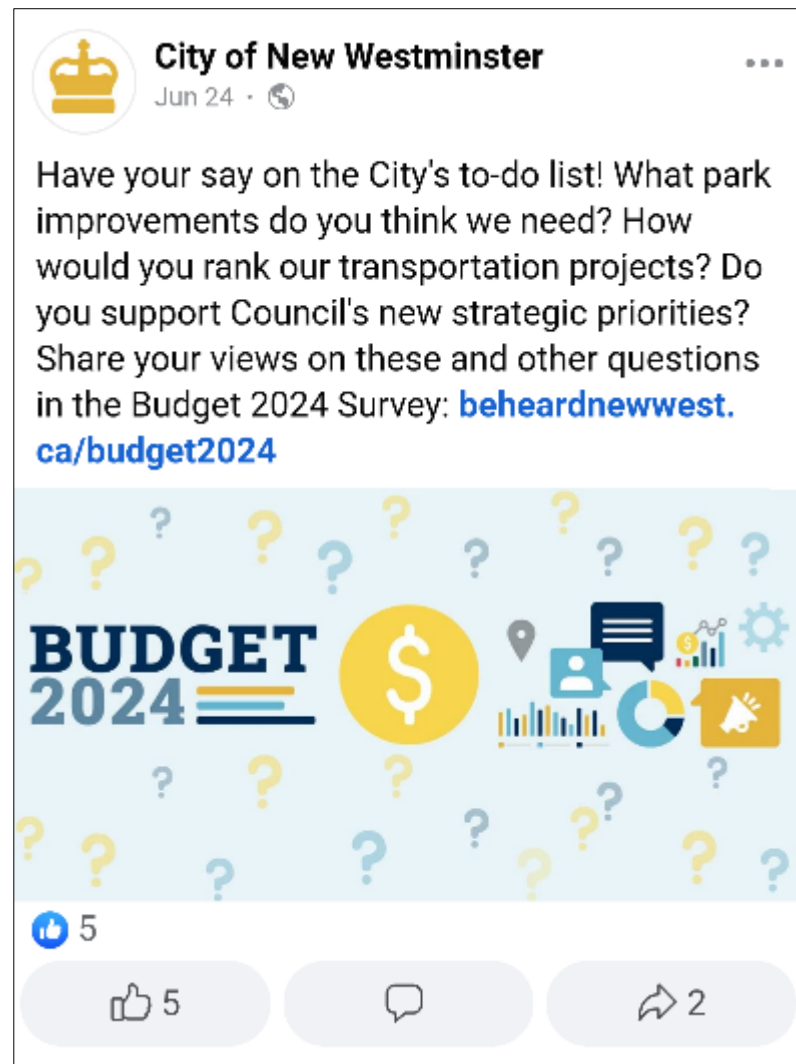 City of New Westminster
Jun 24 ·
Have your say on the City's to-do list! What park
improvements do you think we need? How
would you rank our transportation projects? Do
you support Council's new strategic priorities?
Share your views on these and other questions
in the Budget 2024 Survey: beheardnewwest.
ca/budget2024
BUDGET
2024
$
5
5
2